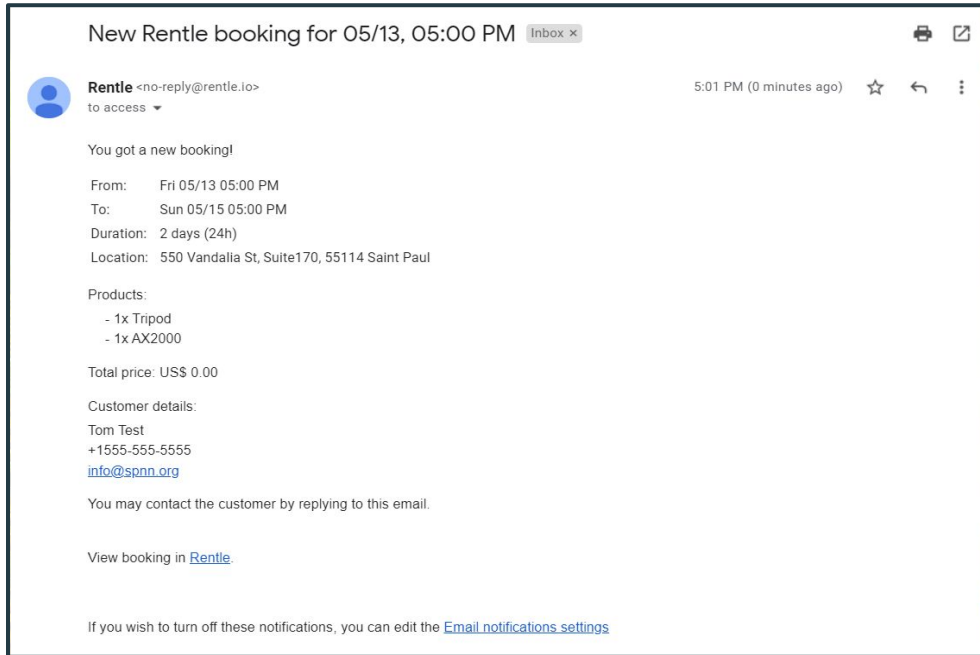 New Rentle booking for 05/13, 05:00 PM Inbox ×
Rentle <no-reply@rentle.io> 5:01 PM (0 minutes ago)
to access
You got a new booking!
From: Fri 05/13 05:00 PM
To: Sun 05/15 05:00 PM
Duration: 2 days (24h)
Location: 550 Vandalia St, Suite170, 55114 Saint Paul
Products:
- 1x Tripod
- 1x AX2000
Total price: US$ 0.00
Customer details:
Tom Test
+1555-555-5555
info@spnn.org
You may contact the customer by replying to this email.
View booking in Rentle.
If you wish to turn off these notifications, you can edit the Email notifications settings